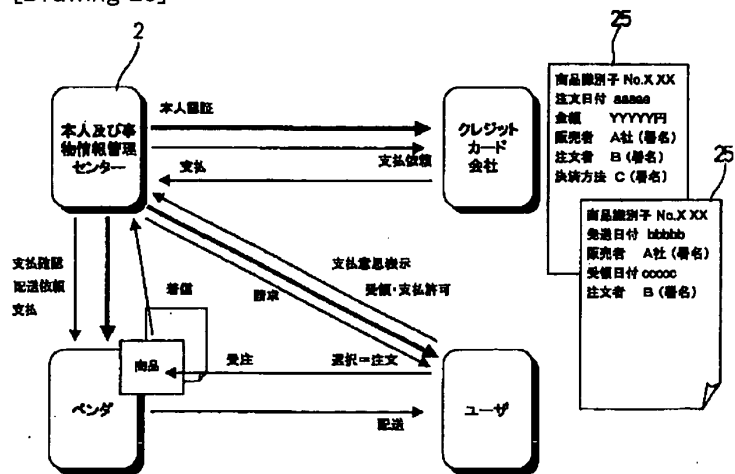 2
25
本人及び事
物情報管理
センター
本人認証
支払依頼
支払
クレジット
カード
会社
商品識別子 No.X XX
注文日付 aaaaa
金額 YYYYY円
販売者 A社(署名)
注文者 B(署名)
決済方法 C(署名)
25
商品識別子 No.X XX
発送日付 bbbbb
販売者 A社(署名)
受領日付 ccccc
注文者 B(署名)
支払確認
配送依頼
支払
着信
請求
支払意思表示
受領・支払許可
商品
受注
選択=注文
ベンダ
配送
ユーザ